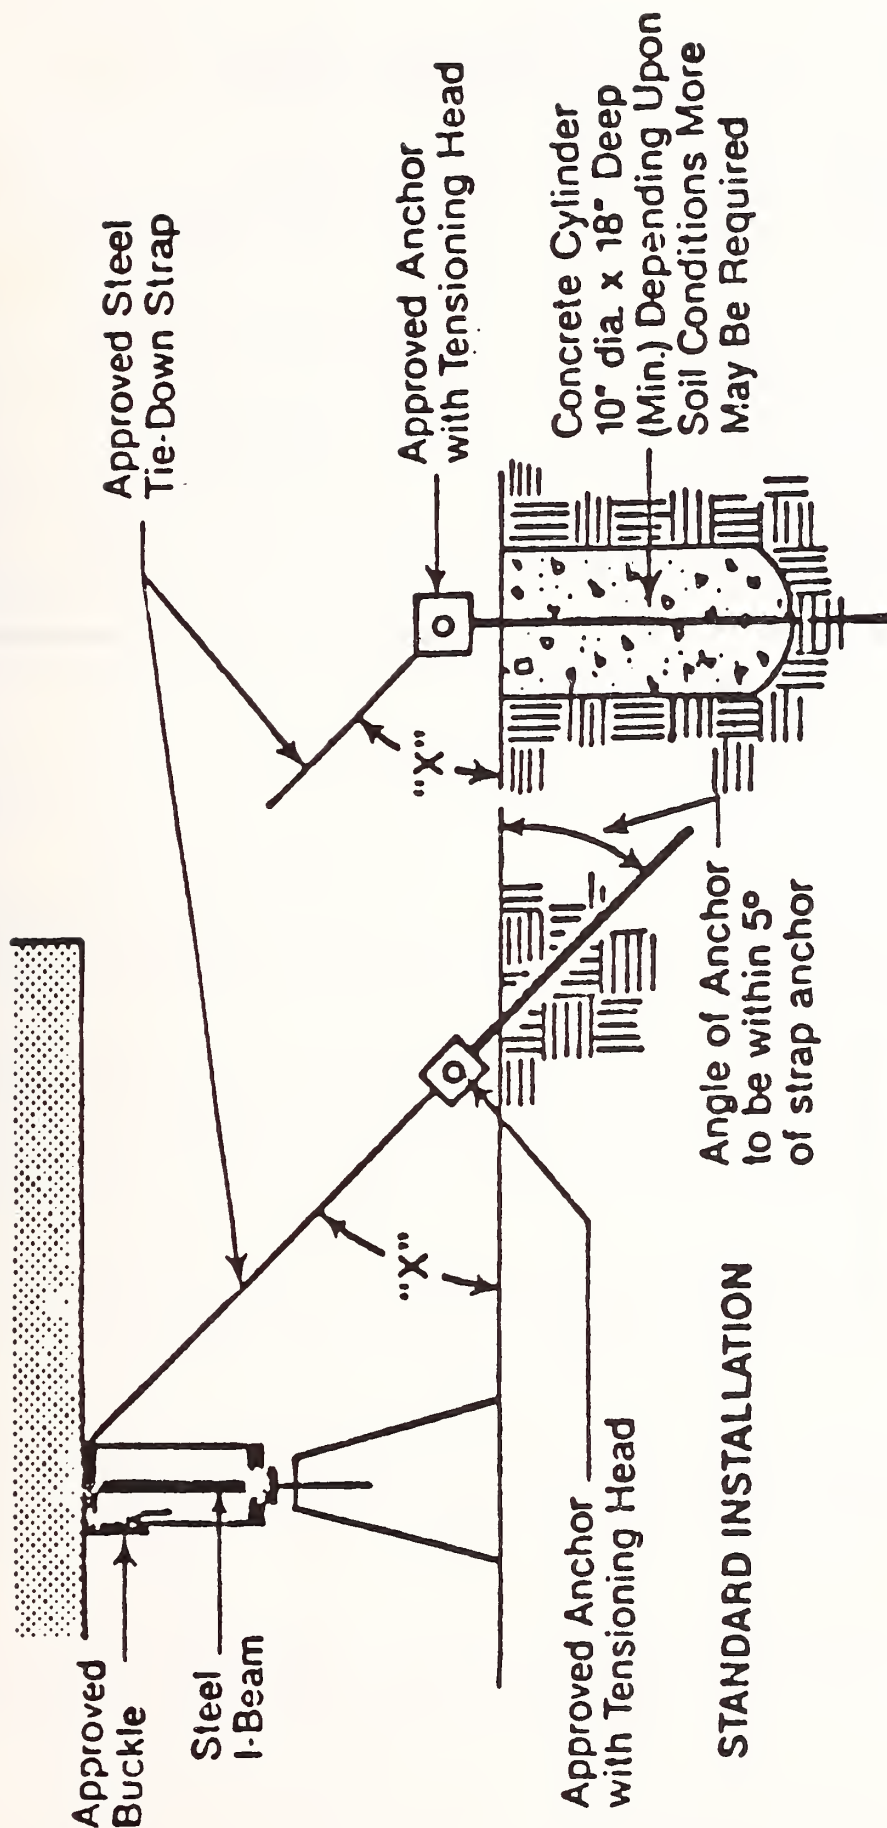 Approved
Buckle
Steel
I-Beam
Approved Steel
Tie-Down Strap
"X"
Approved Anchor
with Tensioning Head
"X"
Approved Anchor
with Tensioning Head
Concrete Cylinder
10" dia. x 18" Deep
(Min.) Depending Upon
Soil Conditions More
May Be Required
Angle of Anchor
to be within 5°
of strap anchor
STANDARD INSTALLATION